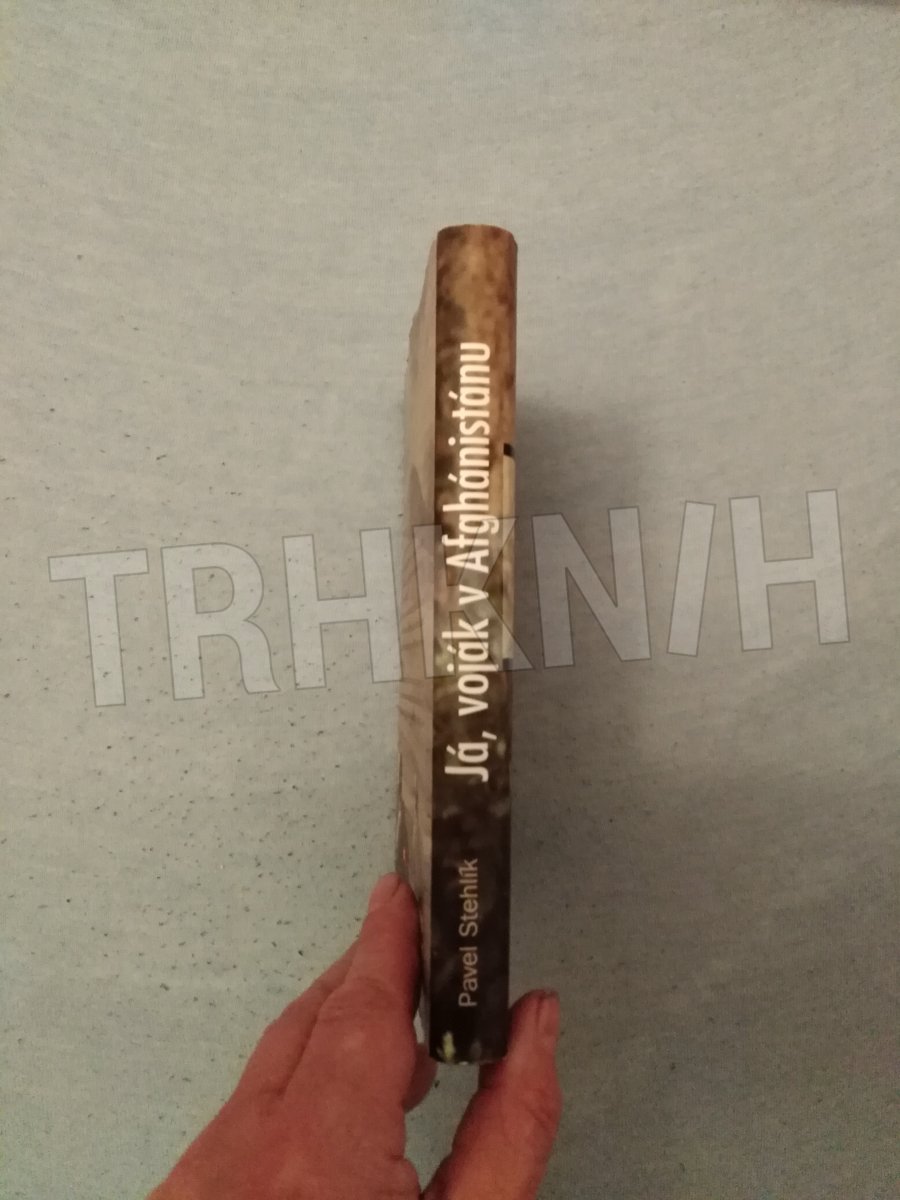 Pavel Stehlík
Já, voják v Afghánistánu
TRHKNIH